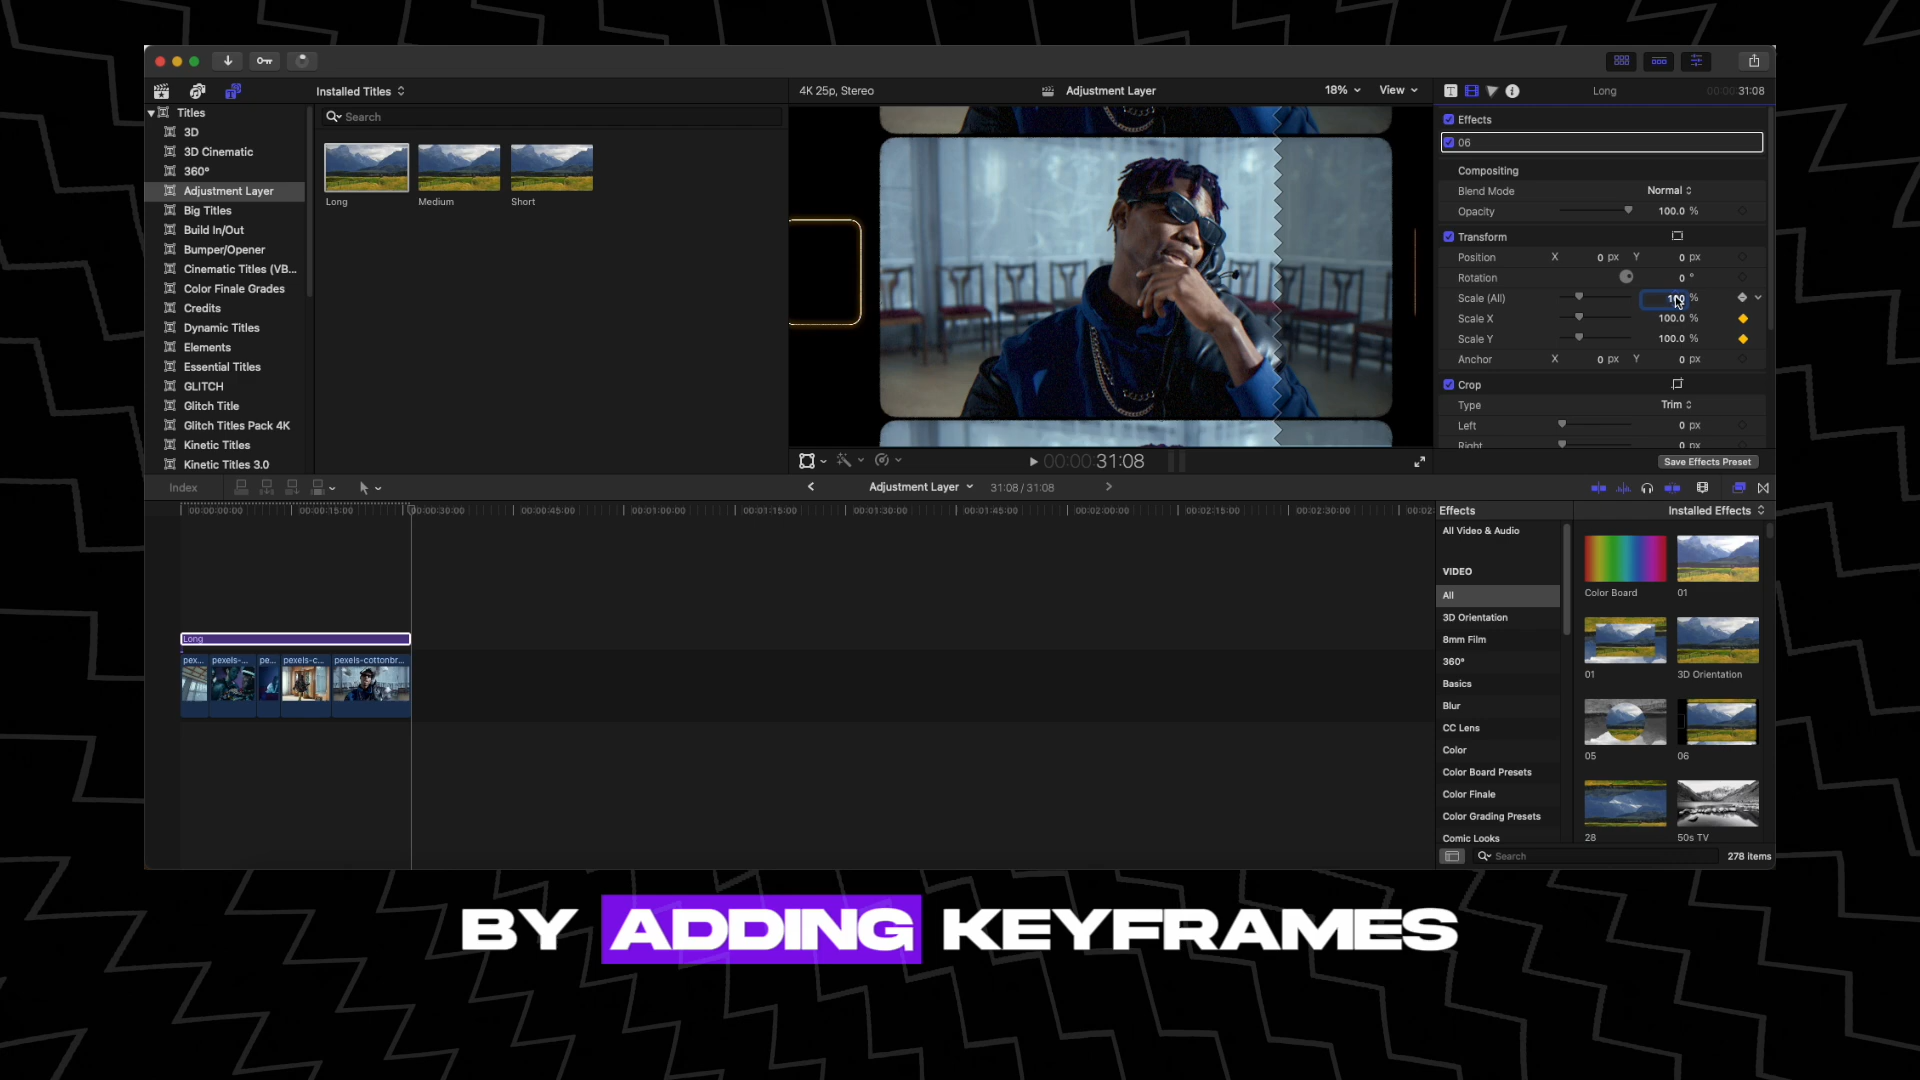 Installed Titles
4K 25p, Stereo
Adjustment Layer
18%
View
Long
00:00:31:08
Titles
3D
3D Cinematic
360°
Adjustment Layer
Big Titles
Build In/Out
Bumper/Opener
Cinematic Titles (VB...
Color Finale Grades
Credits
Dynamic Titles
Elements
Essential Titles
GLITCH
Glitch Title
Glitch Titles Pack 4K
Kinetic Titles
Kinetic Titles 3.0
Search
Long
Medium
Short
Effects
06
Compositing
Blend Mode Normal
Opacity 100.0 %
Transform
Position X 0 px Y 0 px
Rotation 0 °
Scale (All) 100 %
Scale X 100.0 %
Scale Y 100.0 %
Anchor X 0 px Y 0 px
Crop
Type Trim
Left 0 px
Right 0 px
Save Effects Preset
00:00:31:08
Index
Adjustment Layer
31:08 / 31:08
00:00:00:00
00:00:15:00
00:00:30:00
00:00:45:00
00:01:00:00
00:01:15:00
00:01:30:00
00:01:45:00
00:02:00:00
00:02:15:00
00:02:30:00
00:02:
Long
pex...
pexels-...
pe...
pexels-c...
pexels-cottonbr...
Effects
Installed Effects
All Video & Audio
VIDEO
All
3D Orientation
8mm Film
360°
Basics
Blur
CC Lens
Color
Color Board Presets
Color Finale
Color Grading Presets
Comic Looks
Color Board
01
01
3D Orientation
05
06
28
50s TV
Search
278 items
BY ADDING KEYFRAMES